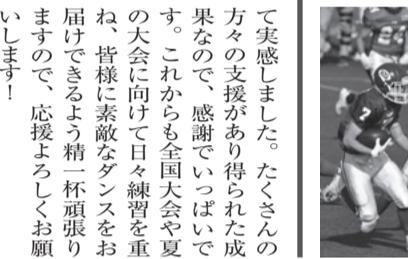 て実感しました。たくさんの
方々の支援があり得られた成
果なので、感謝でいっぱいで
す。これからも全国大会や夏
の大会に向けて日々練習を重
ね、皆様に素敵なダンスをお
届けできるよう精一杯頑張り
ますので、応援よろしくお願
いします！
7